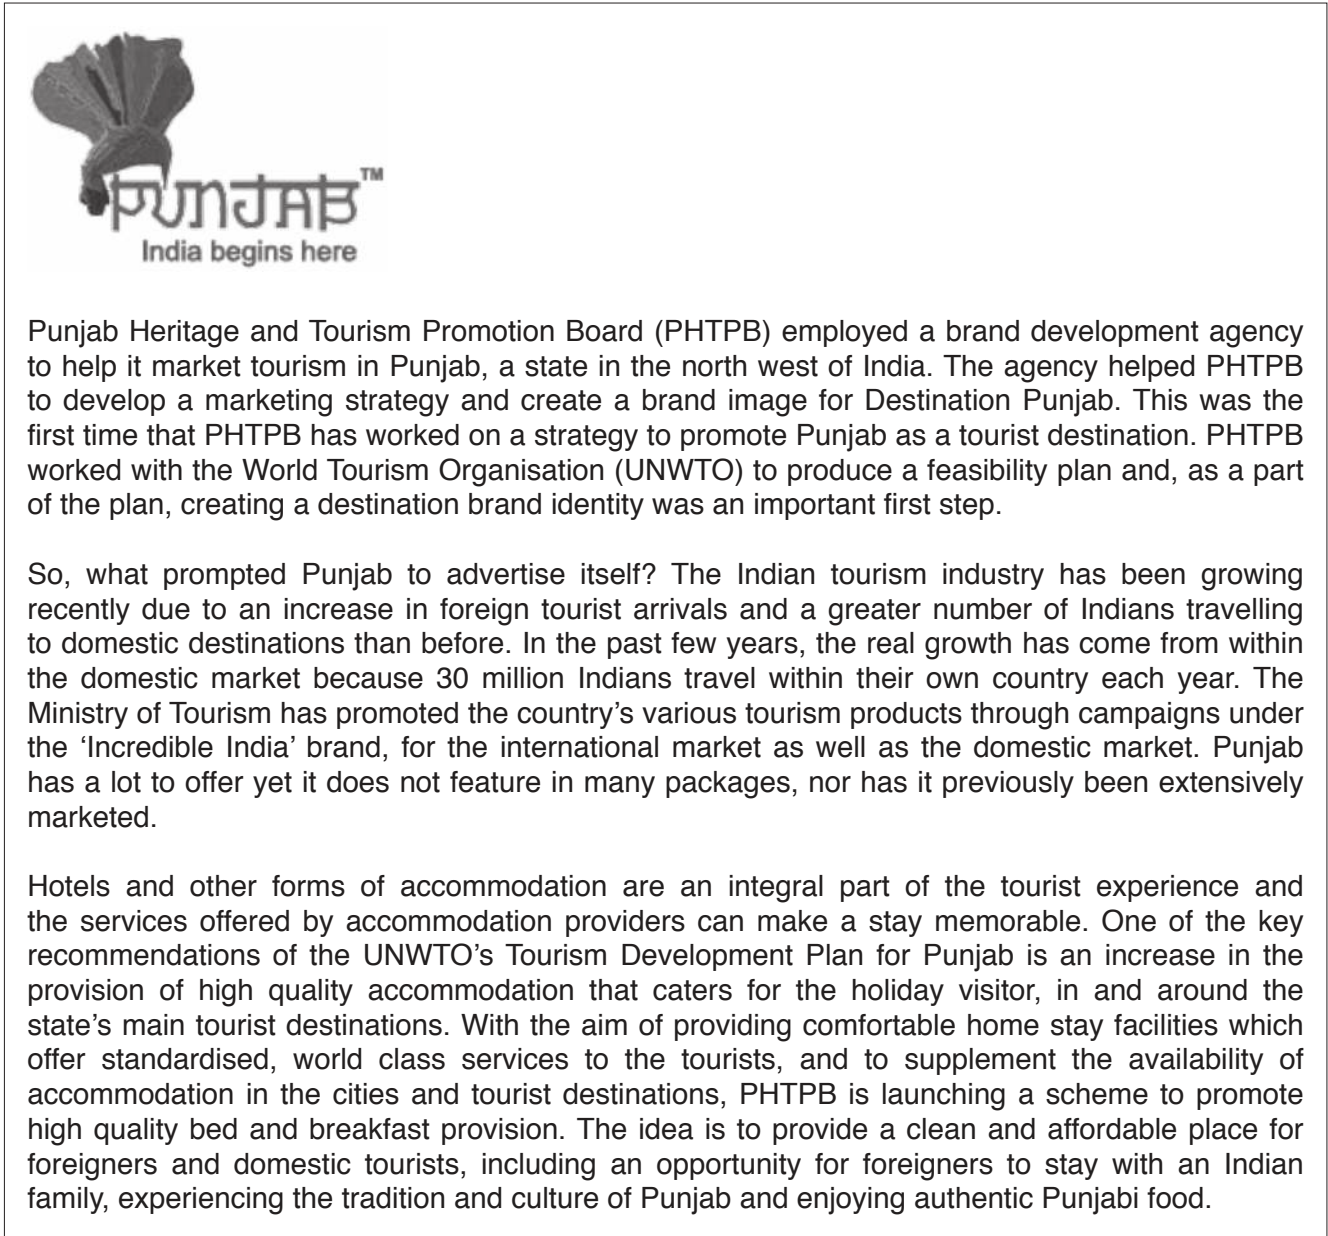 PUNJAB™
India begins here
Punjab Heritage and Tourism Promotion Board (PHTPB) employed a brand development agency
to help it market tourism in Punjab, a state in the north west of India. The agency helped PHTPB
to develop a marketing strategy and create a brand image for Destination Punjab. This was the
first time that PHTPB has worked on a strategy to promote Punjab as a tourist destination. PHTPB
worked with the World Tourism Organisation (UNWTO) to produce a feasibility plan and, as a part
of the plan, creating a destination brand identity was an important first step.
So, what prompted Punjab to advertise itself? The Indian tourism industry has been growing
recently due to an increase in foreign tourist arrivals and a greater number of Indians travelling
to domestic destinations than before. In the past few years, the real growth has come from within
the domestic market because 30 million Indians travel within their own country each year. The
Ministry of Tourism has promoted the country's various tourism products through campaigns under
the ‘Incredible India’ brand, for the international market as well as the domestic market. Punjab
has a lot to offer yet it does not feature in many packages, nor has it previously been extensively
marketed.
Hotels and other forms of accommodation are an integral part of the tourist experience and
the services offered by accommodation providers can make a stay memorable. One of the key
recommendations of the UNWTO's Tourism Development Plan for Punjab is an increase in the
provision of high quality accommodation that caters for the holiday visitor, in and around the
state's main tourist destinations. With the aim of providing comfortable home stay facilities which
offer standardised, world class services to the tourists, and to supplement the availability of
accommodation in the cities and tourist destinations, PHTPB is launching a scheme to promote
high quality bed and breakfast provision. The idea is to provide a clean and affordable place for
foreigners and domestic tourists, including an opportunity for foreigners to stay with an Indian
family, experiencing the tradition and culture of Punjab and enjoying authentic Punjabi food.